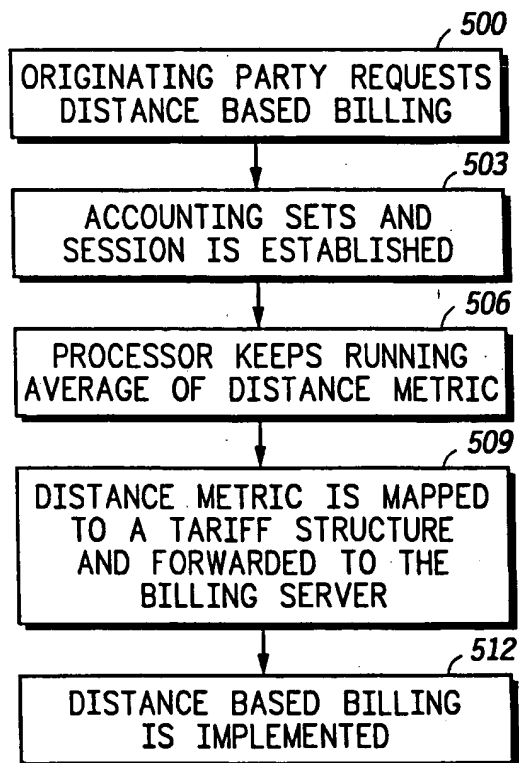 500
ORIGINATING PARTY REQUESTS
DISTANCE BASED BILLING
503
ACCOUNTING SETS AND
SESSION IS ESTABLISHED
506
PROCESSOR KEEPS RUNNING
AVERAGE OF DISTANCE METRIC
509
DISTANCE METRIC IS MAPPED
TO A TARIFF STRUCTURE
AND FORWARDED TO THE
BILLING SERVER
512
DISTANCE BASED BILLING
IS IMPLEMENTED